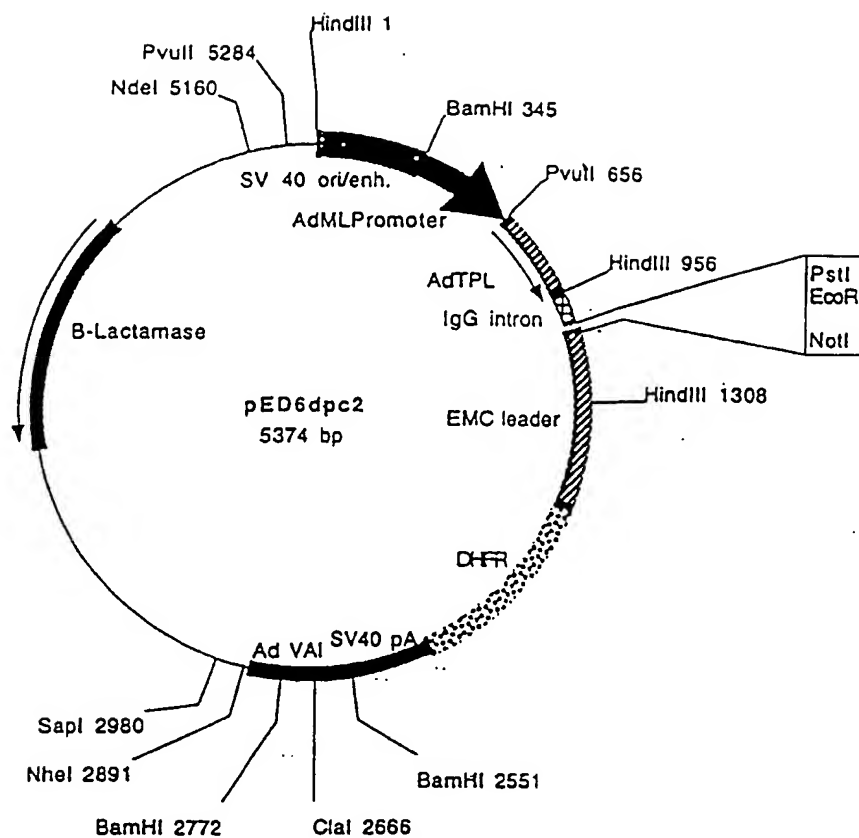 HindIII 1
PvuII 5284
NdeI 5160
BamHI 345
SV 40 ori/enh.
AdMLPromoter
PvuII 656
HindIII 956
AdTPL
IgG intron
PstI
EcoR
NotI
B-Lactamase
pED6dpc2
5374 bp
EMC leader
HindIII 1308
DHFR
Ad VAI
SV40 pA
SapI 2980
NheI 2891
BamHI 2772
ClaI 2666
BamHI 2551